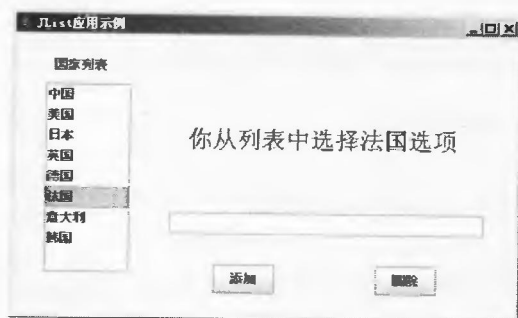 JList应用示例
国家列表
中国
美国
日本
英国
德国
法国
意大利
韩国
你从列表中选择法国选项
添加
删除